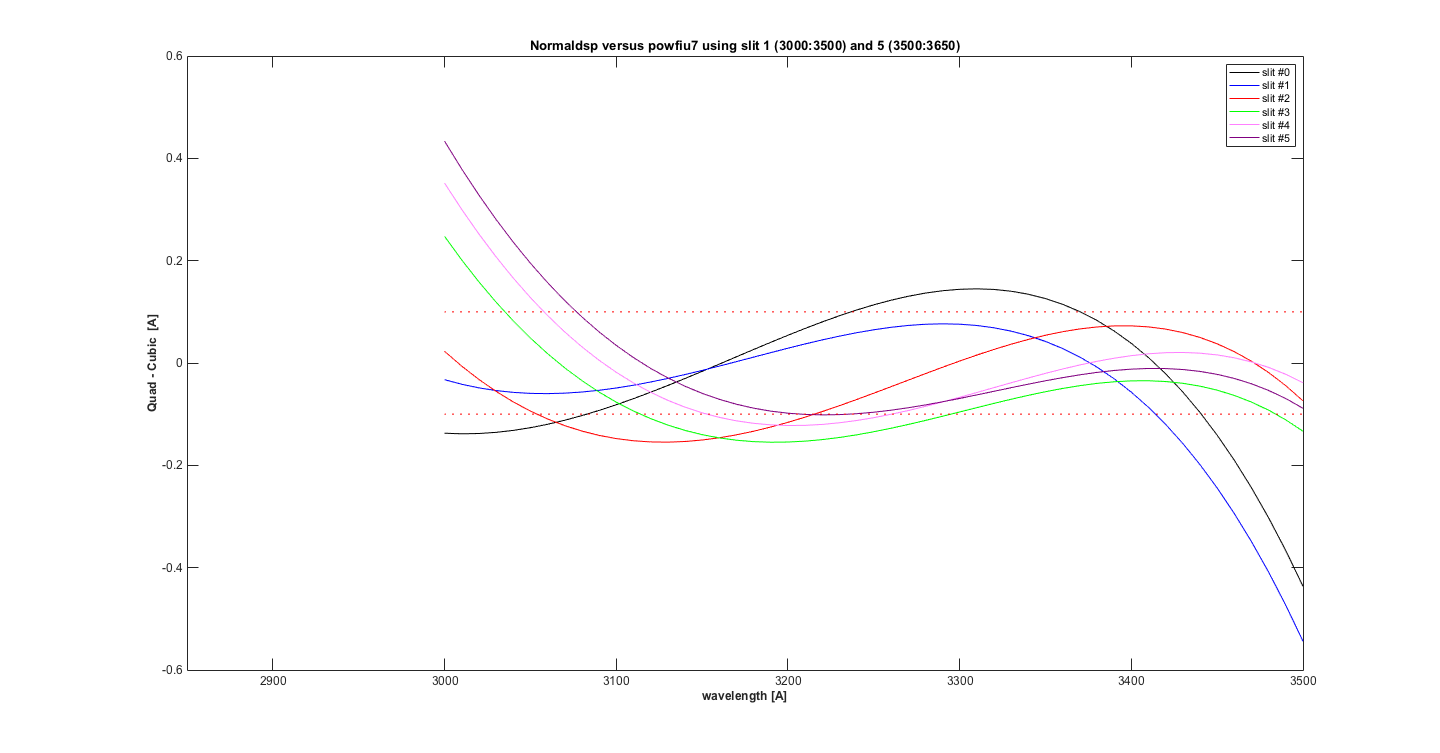 Normaldsp versus powfiu7 using slit 1 (3000:3500) and 5 (3500:3650)
slit #0
slit #1
slit #2
slit #3
slit #4
slit #5
0.6
0.4
0.2
0
-0.2
-0.4
-0.6
Quad - Cubic [A]
2900 3000 3100 3200 3300 3400 3500
wavelength [A]